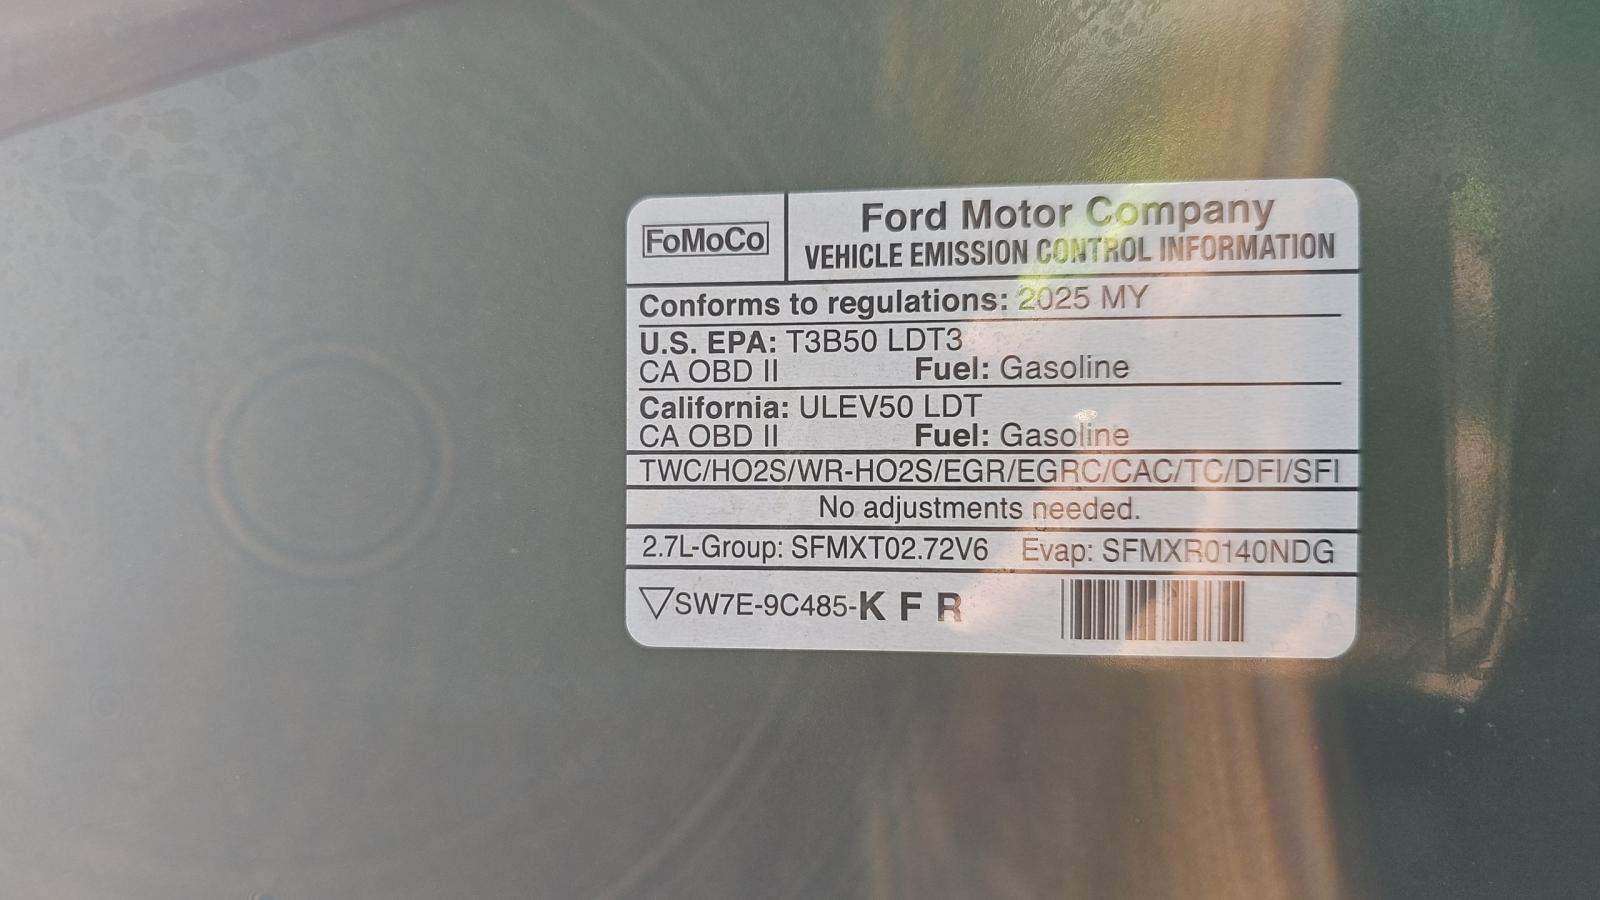 FoMoCo
Ford Motor Company
VEHICLE EMISSION CONTROL INFORMATION
Conforms to regulations: 2025 MY
U.S. EPA: T3B50 LDT3
CA OBD II Fuel: Gasoline
California: ULEV50 LDT
CA OBD II Fuel: Gasoline
TWC/HO2S/WR-HO2S/EGR/EGRC/CAC/TC/DFI/SFI
No adjustments needed.
2.7L-Group: SFMXT02.72V6 Evap: SFMXR0140NDG
SW7E-9C485-K F R